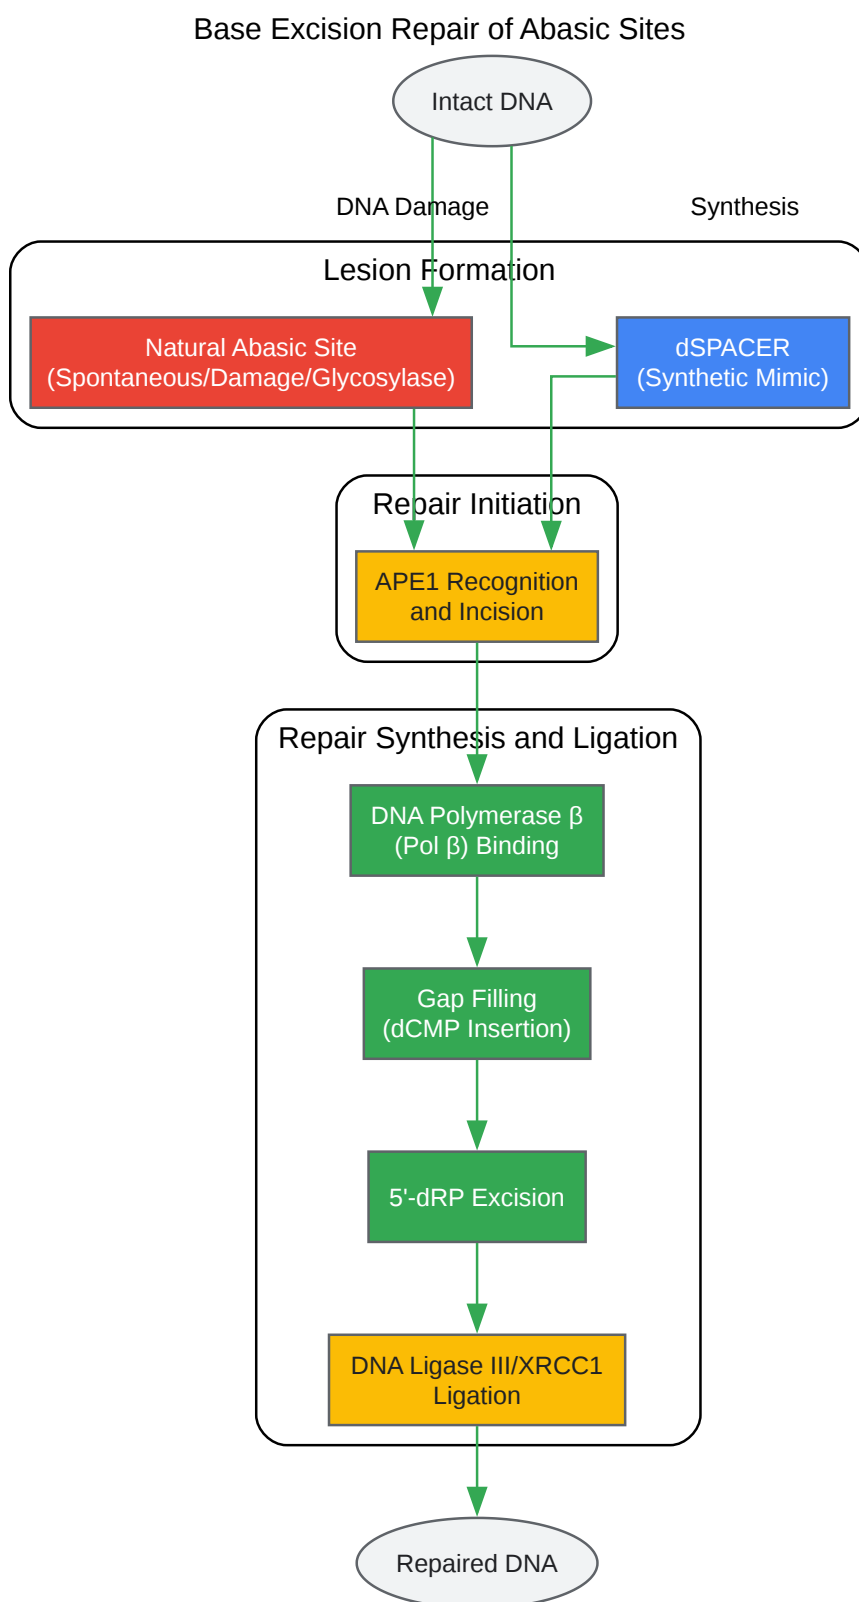 Base Excision Repair of Abasic Sites
Intact DNA
DNA Damage
Synthesis
Lesion Formation
Natural Abasic Site
(Spontaneous/Damage/Glycosylase)
dSPACER
(Synthetic Mimic)
Repair Initiation
APE1 Recognition
and Incision
Repair Synthesis and Ligation
DNA Polymerase β
(Pol β) Binding
Gap Filling
(dCMP Insertion)
5'-dRP Excision
DNA Ligase III/XRCC1
Ligation
Repaired DNA